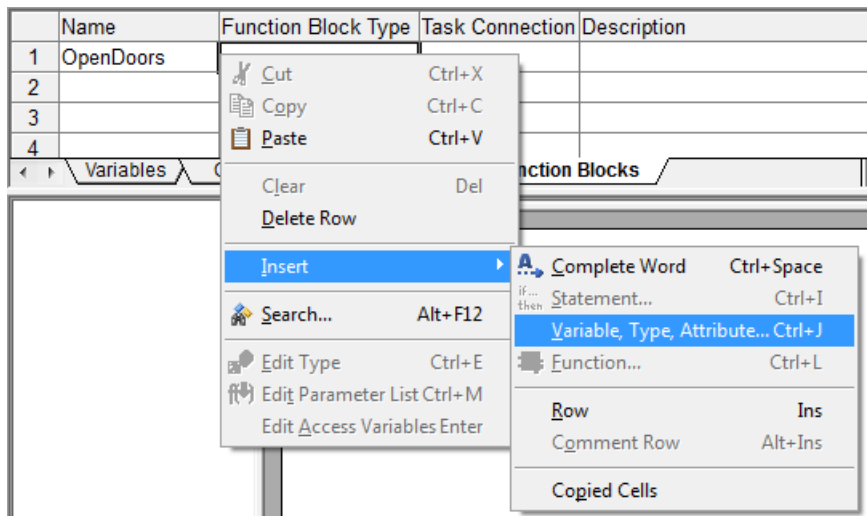 Name Function Block Type Task Connection Description
1 OpenDoors
2
3
4
Variables
nction Blocks
Cut Ctrl+X
Copy Ctrl+C
Paste Ctrl+V
Clear Del
Delete Row
Insert
Search... Alt+F12
Edit Type Ctrl+E
Edit Parameter List Ctrl+M
Edit Access Variables Enter
Complete Word Ctrl+Space
if... then Statement... Ctrl+I
Variable, Type, Attribute... Ctrl+J
Function... Ctrl+L
Row Ins
Comment Row Alt+Ins
Copied Cells